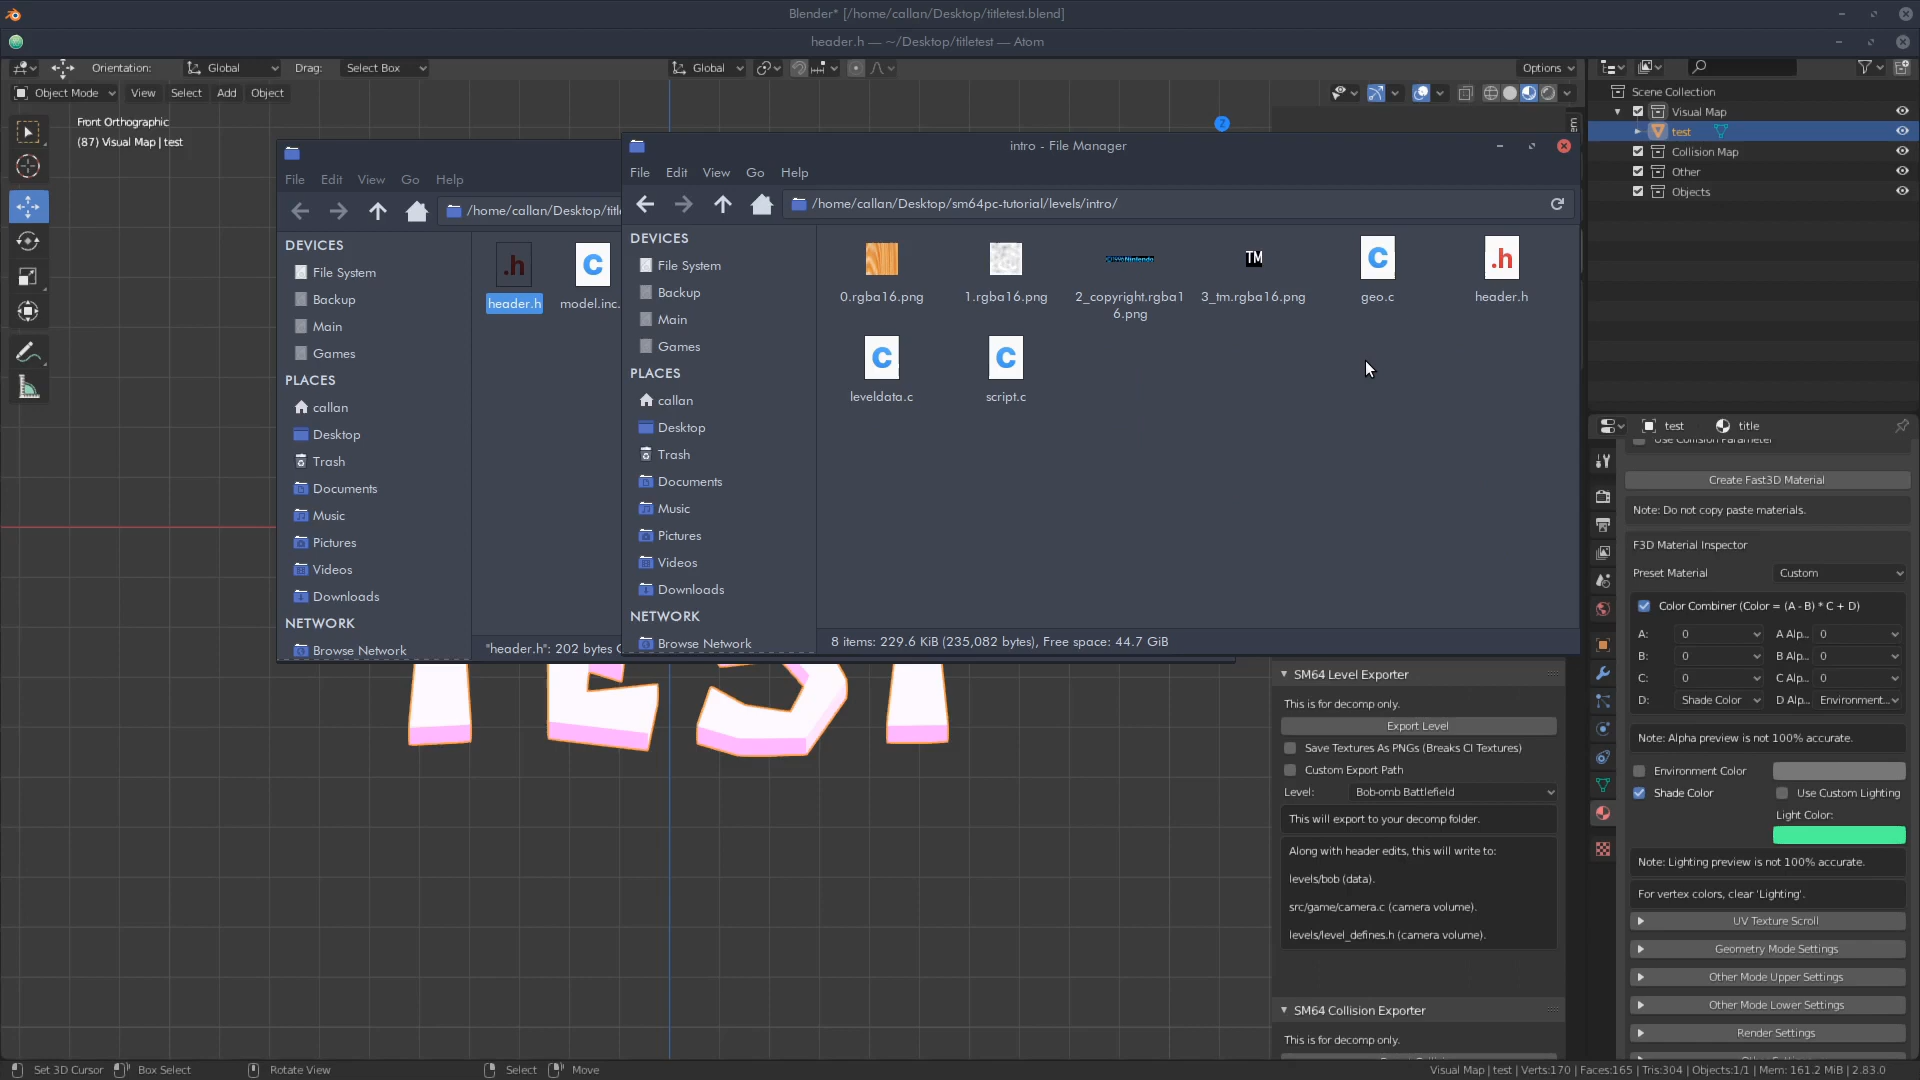 Blender* [/home/callan/Desktop/titletest.blend]
header.h — ~/Desktop/titletest — Atom
Orientation: Global Drag: Select Box Global Options
Object Mode View Select Add Object
Front Orthographic
(87) Visual Map | test
Z
File Edit View Go Help
/home/callan/Desktop/titl
DEVICES
File System
Backup
Main
Games
PLACES
callan
Desktop
Trash
Documents
Music
Pictures
Videos
Downloads
NETWORK
Browse Network
.h
header.h
C
model.inc.
"header.h": 202 bytes
intro - File Manager
File Edit View Go Help
/home/callan/Desktop/sm64pc-tutorial/levels/intro/
DEVICES
File System
Backup
Main
Games
PLACES
callan
Desktop
Trash
Documents
Music
Pictures
Videos
Downloads
NETWORK
Browse Network
TM C .h
0.rgba16.png 1.rgba16.png 2_copyright.rgba1 3_tm.rgba16.png geo.c header.h
6.png
C C
leveldata.c script.c
8 items: 229.6 KiB (235,082 bytes), Free space: 44.7 GiB
TEST
SM64 Level Exporter
This is for decomp only.
Export Level
Save Textures As PNGs (Breaks CI Textures)
Custom Export Path
Level: Bob-omb Battlefield
This will export to your decomp folder.
Along with header edits, this will write to:
levels/bob (data).
src/game/camera.c (camera volume).
levels/level_defines.h (camera volume).
SM64 Collision Exporter
This is for decomp only.
Scene Collection
Visual Map
test
Collision Map
Other
Objects
test title
Use Collision Parameter
Create Fast3D Material
Note: Do not copy paste materials.
F3D Material Inspector
Preset Material Custom
Color Combiner (Color = (A - B) * C + D)
A: 0 A Alp... 0
B: 0 B Alp... 0
C: 0 C Alp... 0
D: Shade Color D Alp... Environment...
Note: Alpha preview is not 100% accurate.
Environment Color
Shade Color Use Custom Lighting
Light Color:
Note: Lighting preview is not 100% accurate.
For vertex colors, clear 'Lighting'.
UV Texture Scroll
Geometry Mode Settings
Other Mode Upper Settings
Other Mode Lower Settings
Render Settings
Set 3D Cursor Box Select Rotate View Select Move
Visual Map | test | Verts:170 | Faces:165 | Tris:304 | Objects:1/1 | Mem: 161.2 MiB | 2.83.0